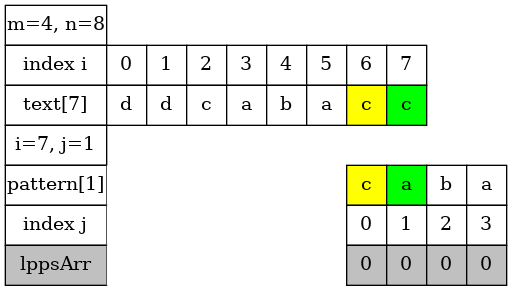 m=4, n=8
index i 0 1 2 3 4 5 6 7
text[7] d d c a b a c c
i=7, j=1
pattern[1] c a b a
index j 0 1 2 3
lppsArr 0 0 0 0